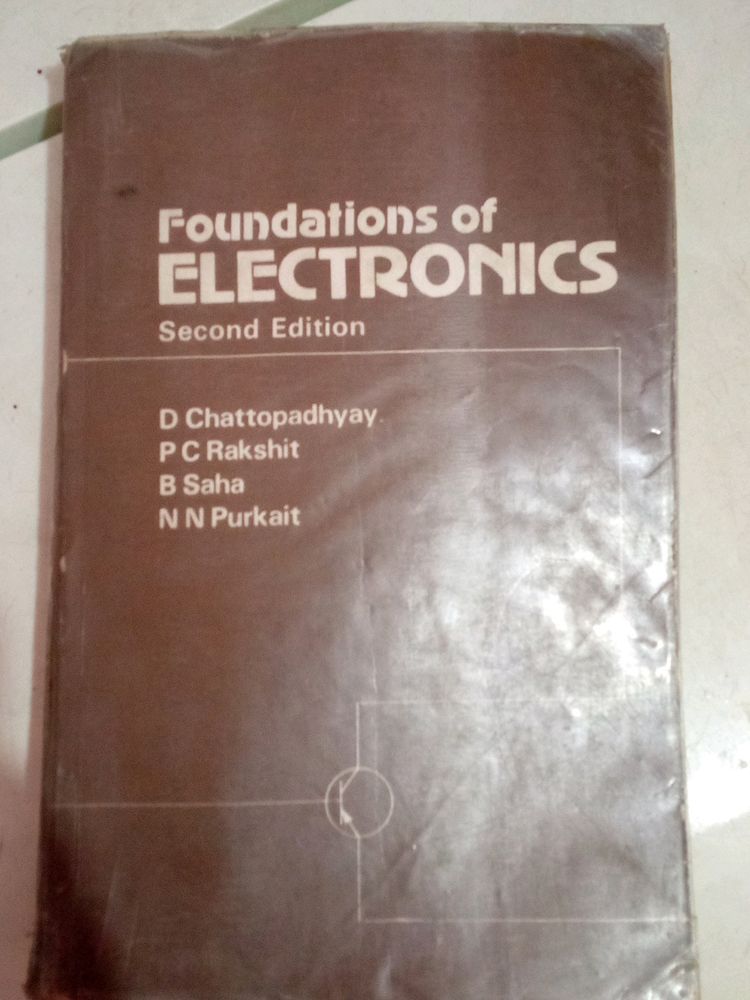 Foundations of
ELECTRONICS
Second Edition
D Chattopadhyay
P C Rakshit
B Saha
N N Purkait